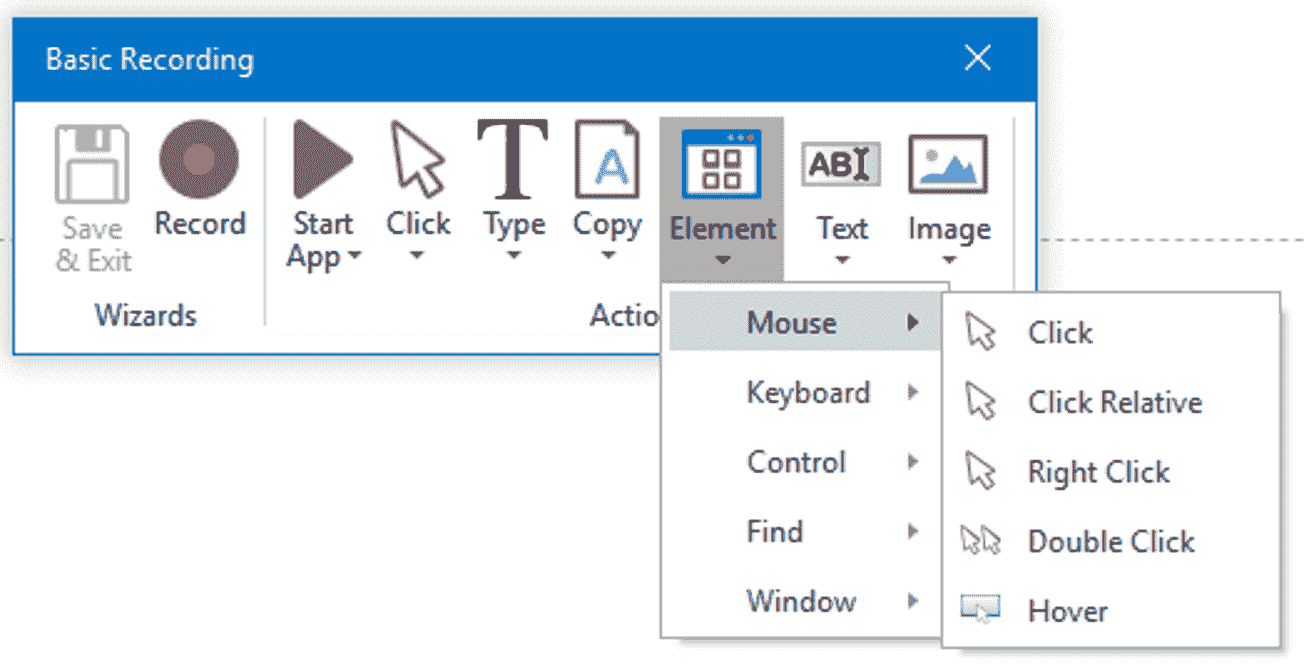 Basic Recording
Save
& Exit
Record
Start
App
Click
Type
Copy
Element
ABI
Text
Image
Wizards
Actio
Mouse
Keyboard
Control
Find
Window
Click
Click Relative
Right Click
Double Click
Hover